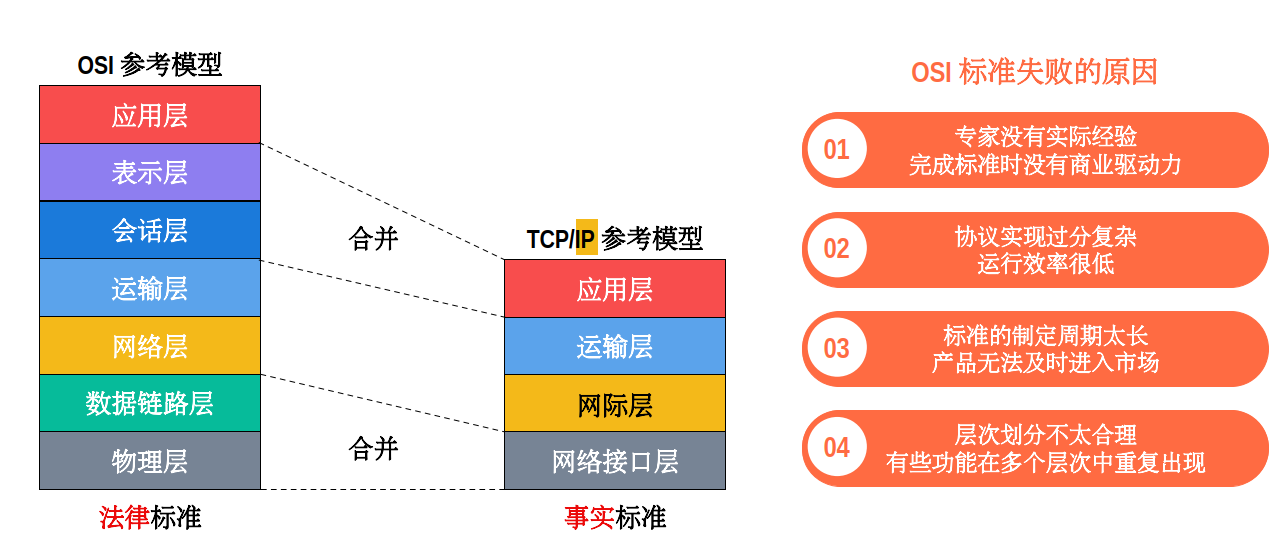 OSI 参考模型
应用层
表示层
会话层
运输层
网络层
数据链路层
物理层
法律标准
合并
合并
TCP/IP 参考模型
应用层
运输层
网际层
网络接口层
事实标准
OSI 标准失败的原因
01
专家没有实际经验
完成标准时没有商业驱动力
02
协议实现过分复杂
运行效率很低
03
标准的制定周期太长
产品无法及时进入市场
04
层次划分不太合理
有些功能在多个层次中重复出现